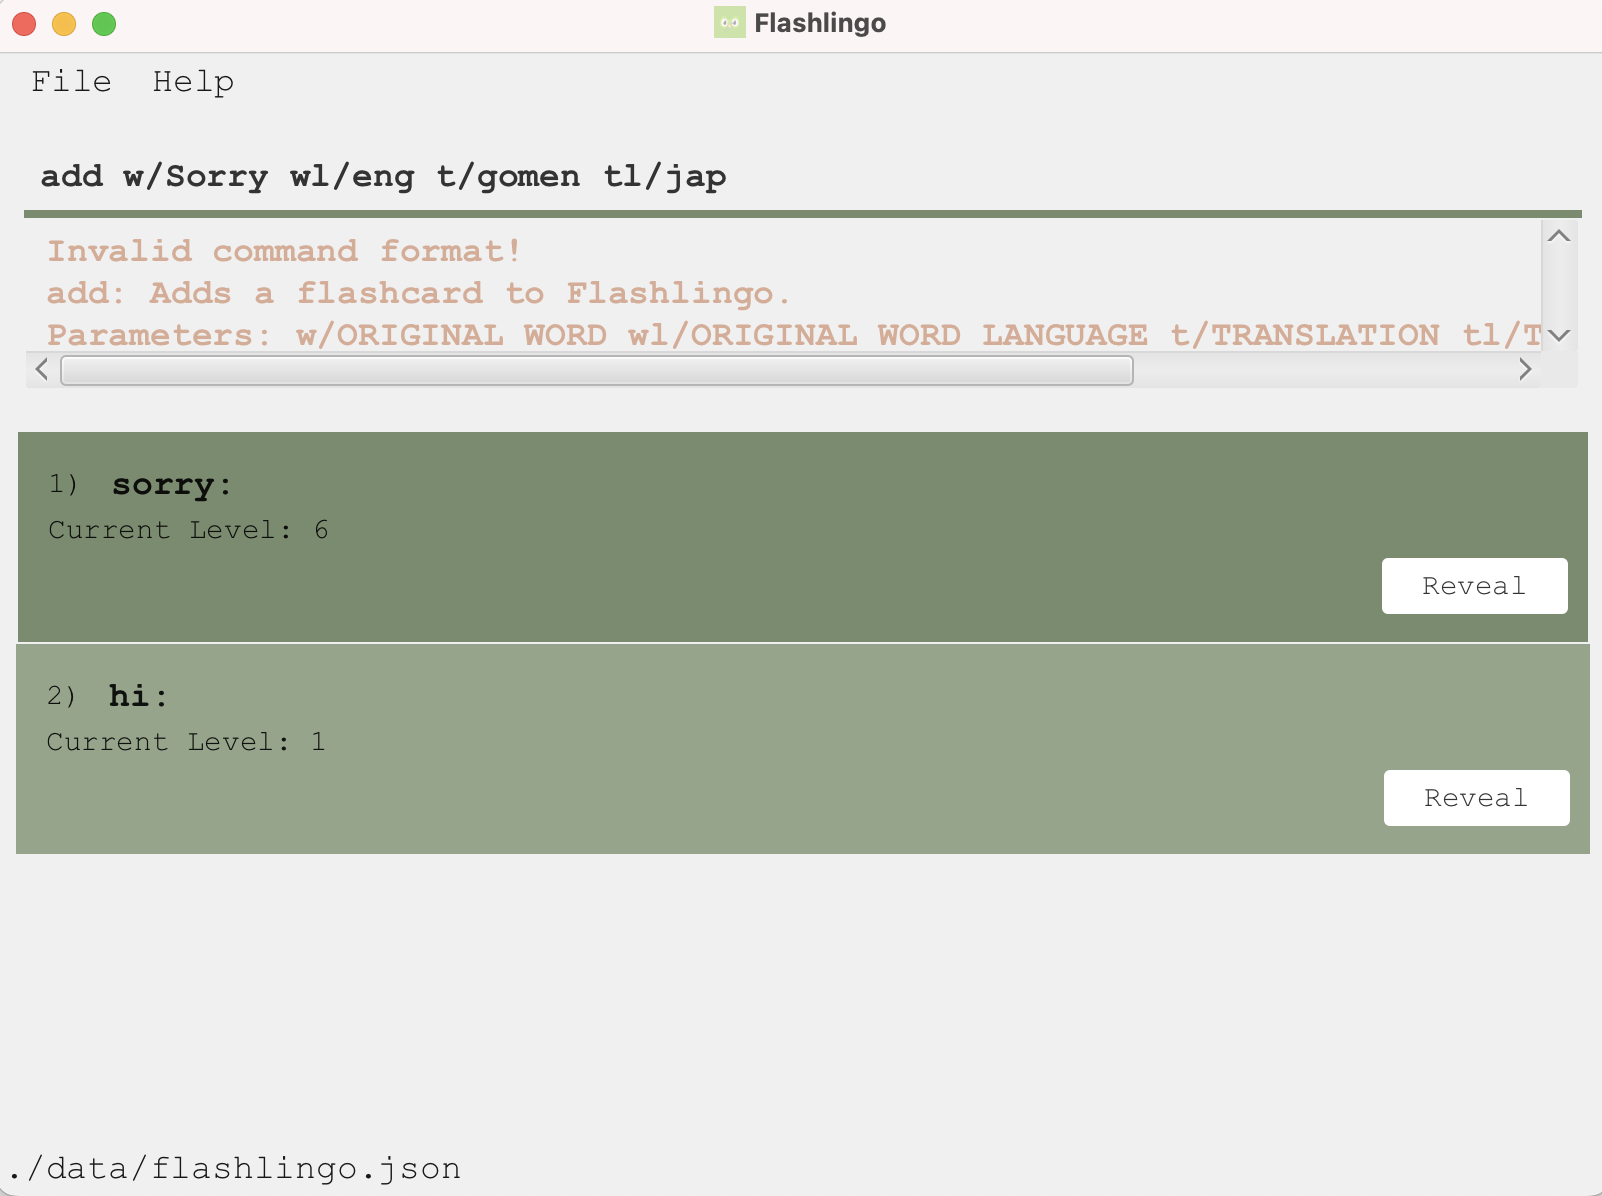 Flashlingo
File Help
add w/Sorry wl/eng t/gomen tl/jap
Invalid command format!
add: Adds a flashcard to Flashlingo.
Parameters: w/ORIGINAL WORD wl/ORIGINAL WORD LANGUAGE t/TRANSLATION tl/T
1) sorry:
Current Level: 6
Reveal
2) hi:
Current Level: 1
Reveal
./data/flashlingo.json